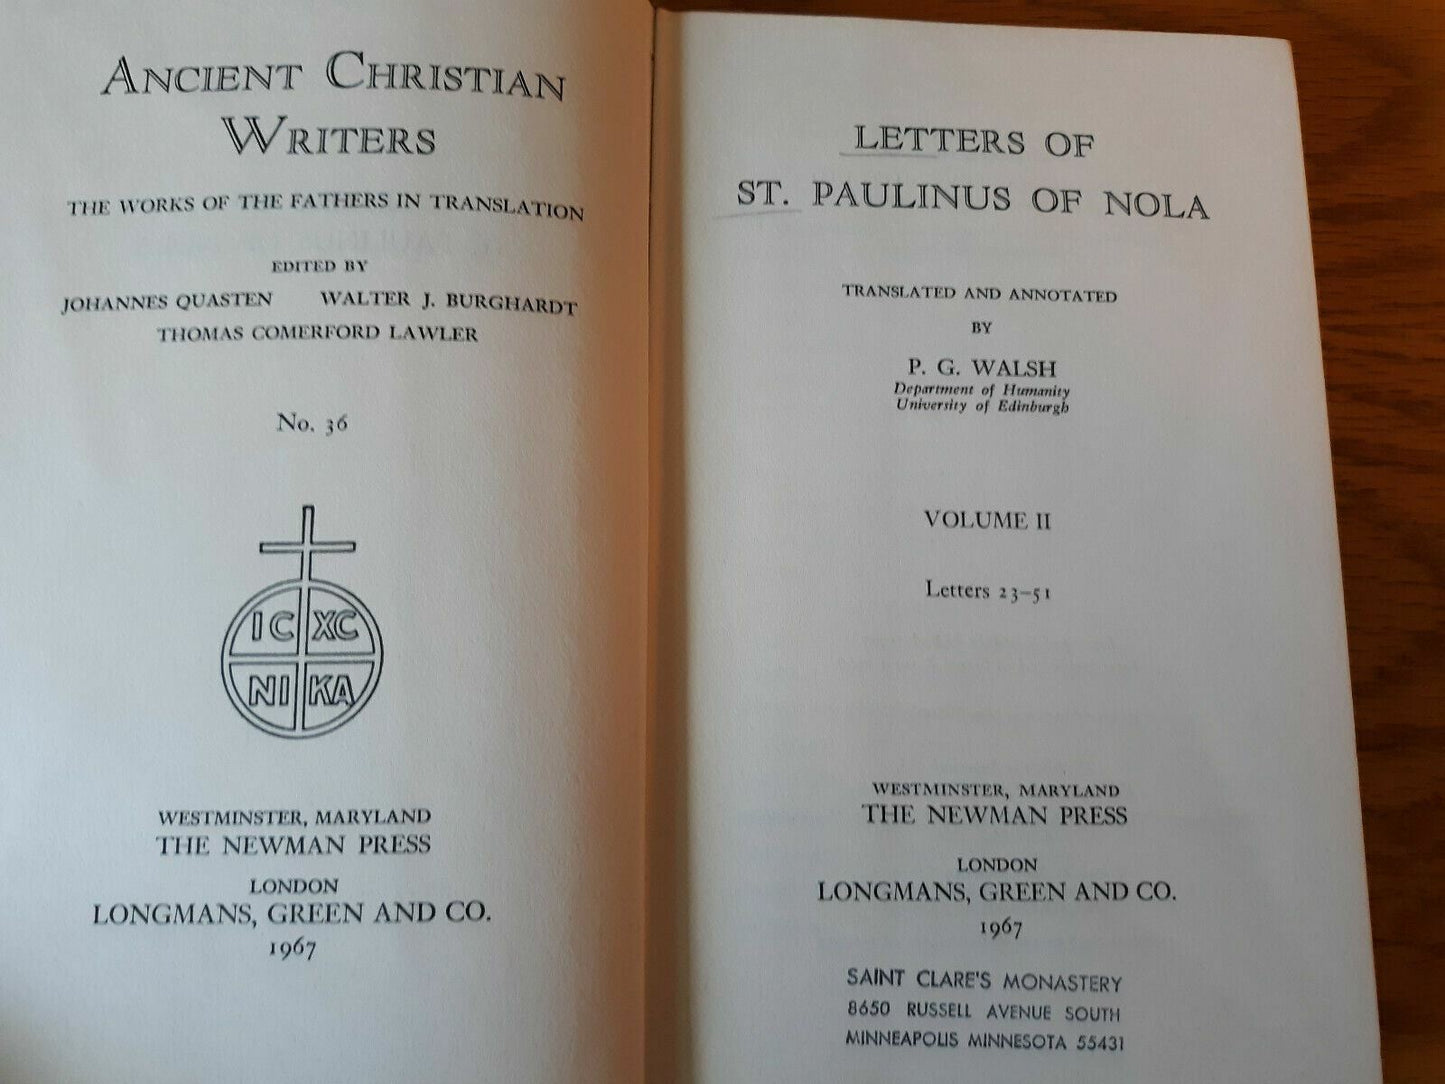 ANCIENT CHRISTIAN
WRITERS
THE WORKS OF THE FATHERS IN TRANSLATION
EDITED BY
JOHANNES QUASTEN WALTER J. BURGHARDT
THOMAS COMERFORD LAWLER
No. 36
IC XC
NI KA
WESTMINSTER, MARYLAND
THE NEWMAN PRESS
LONDON
LONGMANS, GREEN AND CO.
1967
LETTERS OF
ST. PAULINUS OF NOLA
TRANSLATED AND ANNOTATED
BY
P. G. WALSH
Department of Humanity
University of Edinburgh
VOLUME II
Letters 23–51
WESTMINSTER, MARYLAND
THE NEWMAN PRESS
LONDON
LONGMANS, GREEN AND CO.
1967
SAINT CLARE'S MONASTERY
8650 RUSSELL AVENUE SOUTH
MINNEAPOLIS MINNESOTA 55431